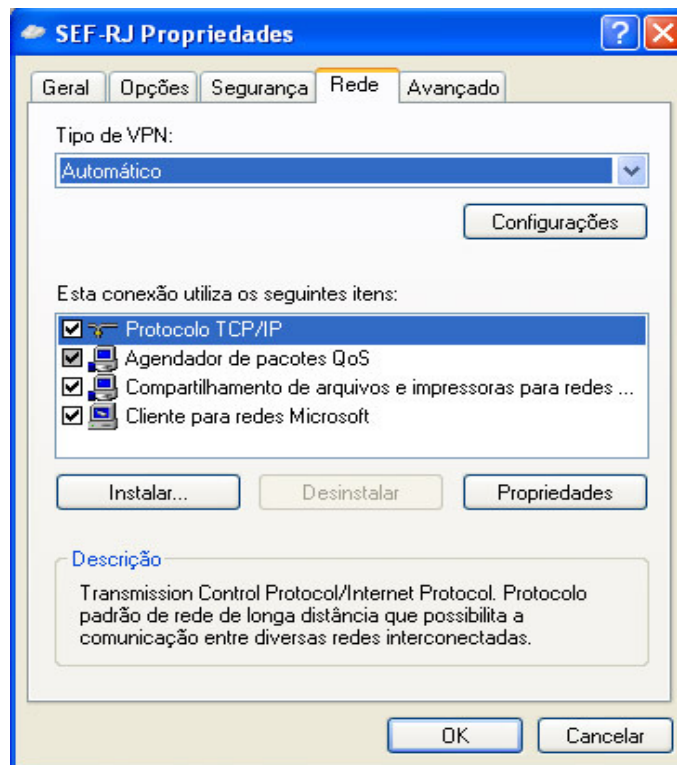 SEF-RJ Propriedades
Geral Opções Segurança Rede Avançado
Tipo de VPN:
Automático
Configurações
Esta conexão utiliza os seguintes itens:
Protocolo TCP/IP
Agendador de pacotes QoS
Compartilhamento de arquivos e impressoras para redes ...
Cliente para redes Microsoft
Instalar... Desinstalar Propriedades
Descrição
Transmission Control Protocol/Internet Protocol. Protocolo
padrão de rede de longa distância que possibilita a
comunicação entre diversas redes interconectadas.
OK Cancelar